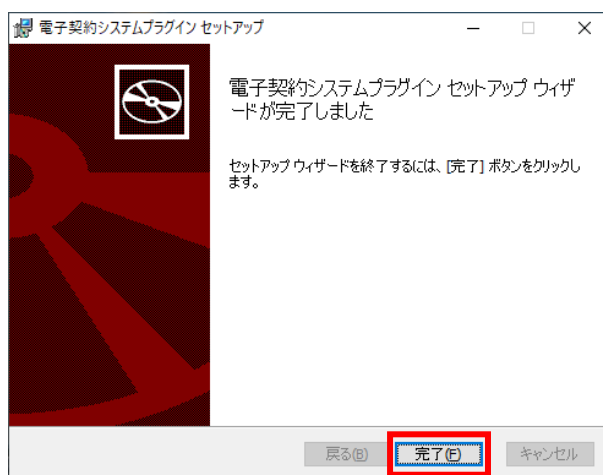 電子契約システムプラグイン セットアップ
電子契約システムプラグイン セットアップ ウィザ
ードが完了しました
セットアップ ウィザードを終了するには、[完了] ボタンをクリックし
ます。
戻る(B) 完了(F) キャンセル